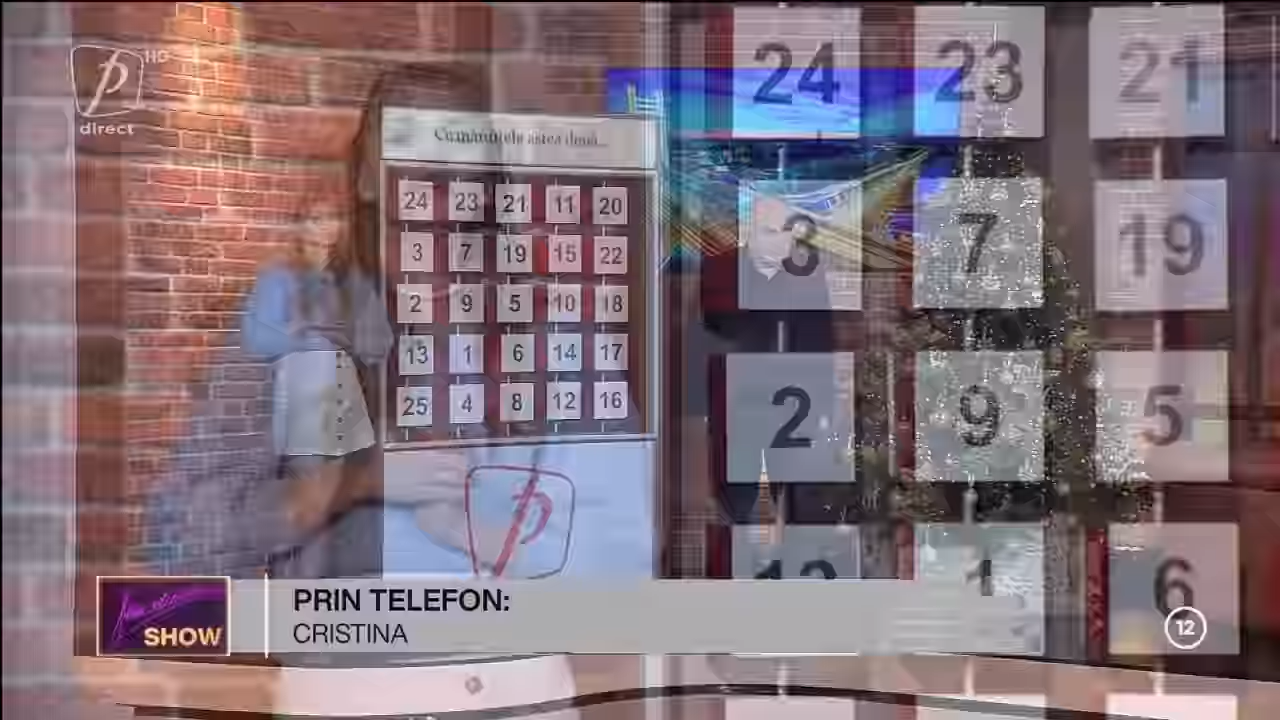 HD
direct
24 23 21
24 23 21 11 20
3 7 19 15 22
2 9 5 10 18
13 1 6 14 17
25 4 8 12 16
3 7 19
2 9 5
1 6
SHOW
PRIN TELEFON:
CRISTINA
12